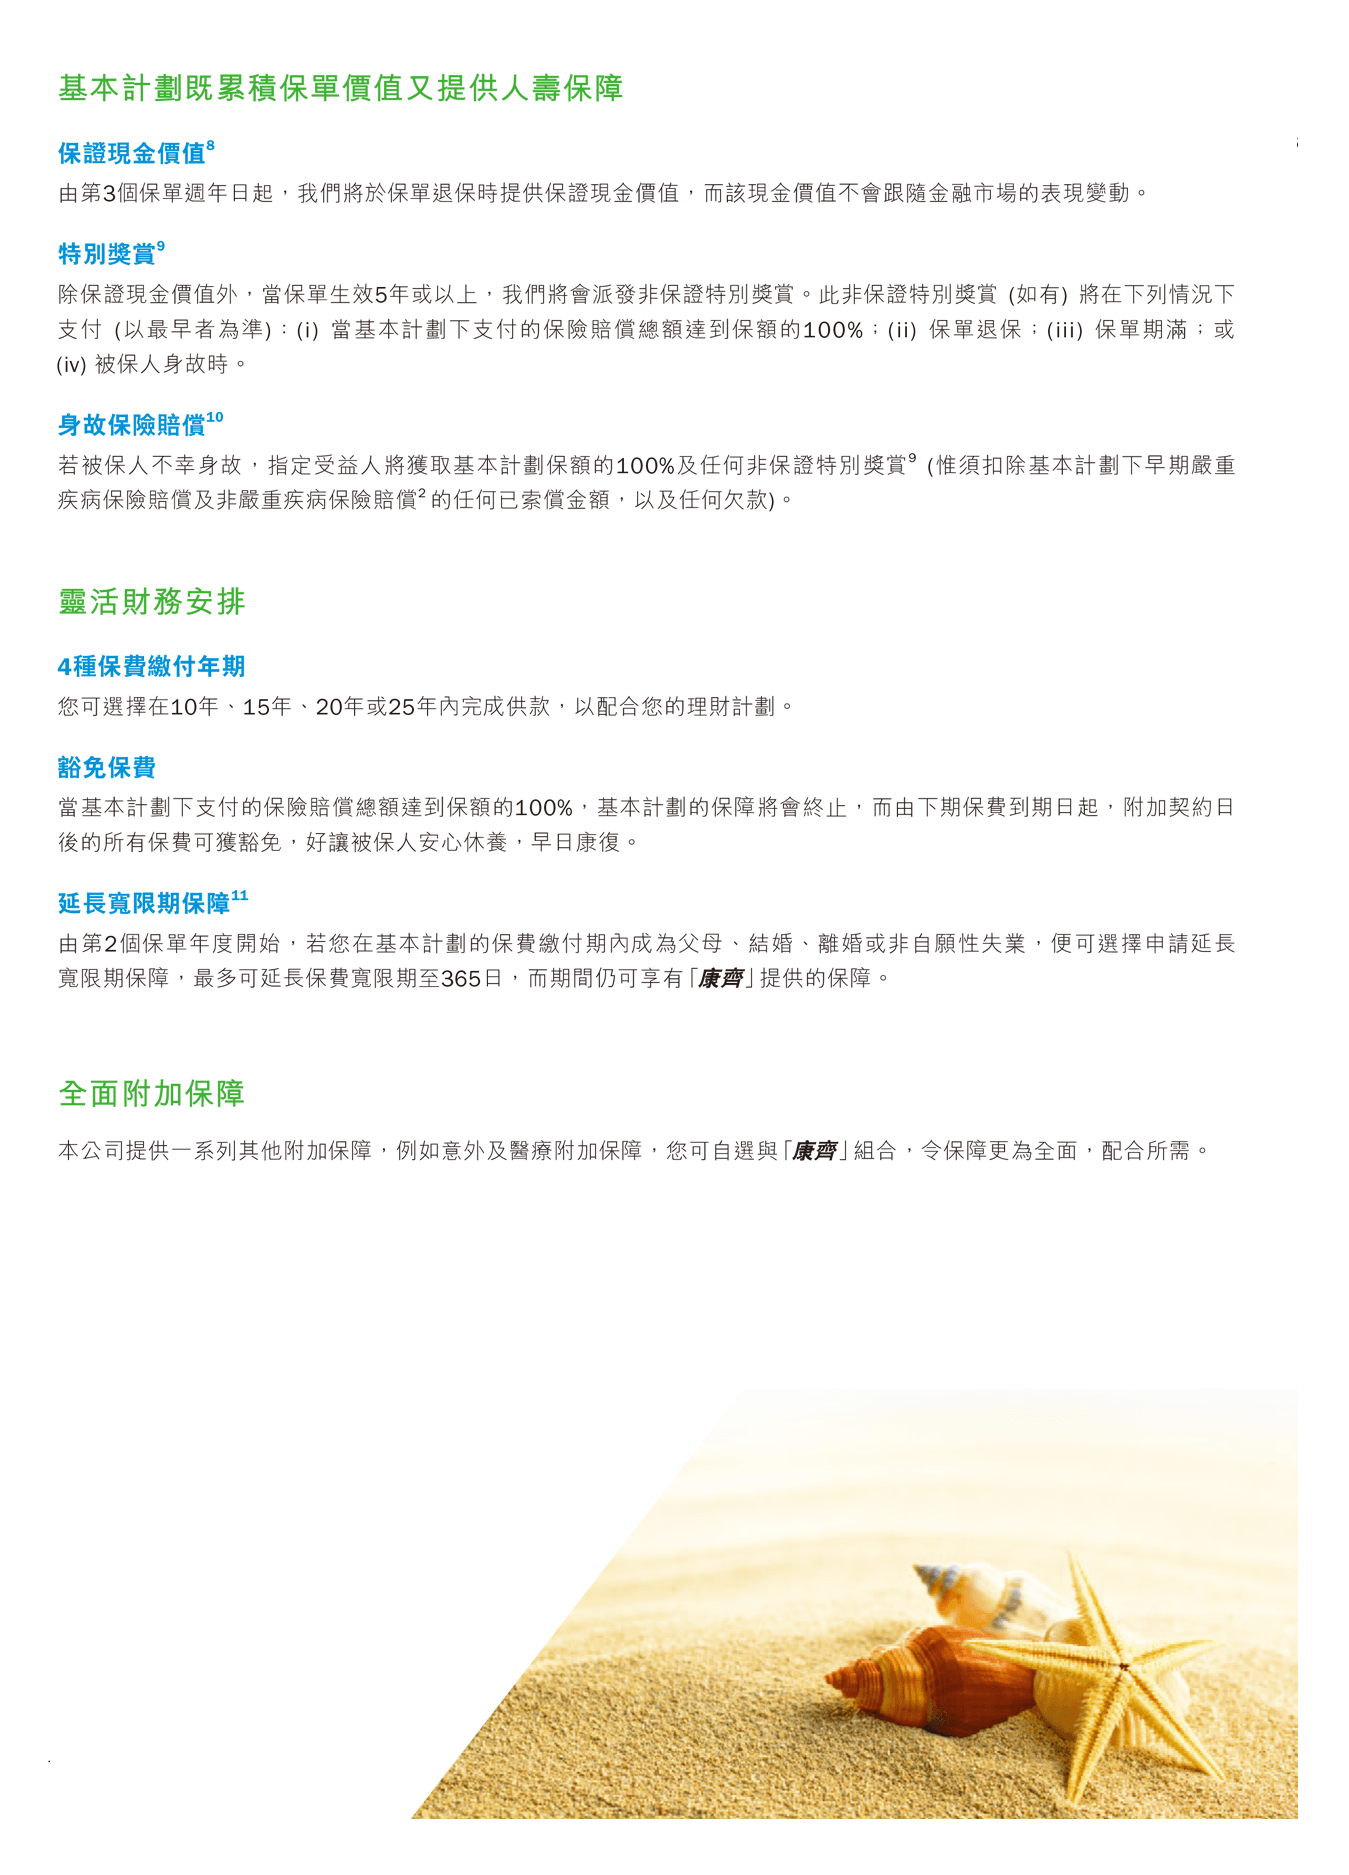 基本計劃既累積保單價值又提供人壽保障
保證現金價值⁸
由第3個保單週年日起，我們將於保單退保時提供保證現金價值，而該現金價值不會跟隨金融市場的表現變動。
特別獎賞⁹
除保證現金價值外，當保單生效5年或以上，我們將會派發非保證特別獎賞。此非保證特別獎賞 (如有) 將在下列情況下
支付 (以最早者為準)：(i) 當基本計劃下支付的保險賠償總額達到保額的100%；(ii) 保單退保；(iii) 保單期滿；或
(iv) 被保人身故時。
身故保險賠償¹⁰
若被保人不幸身故，指定受益人將獲取基本計劃保額的100%及任何非保證特別獎賞⁹ (惟須扣除基本計劃下早期嚴重
疾病保險賠償及非嚴重疾病保險賠償² 的任何已索償金額，以及任何欠款)。
靈活財務安排
4種保費繳付年期
您可選擇在10年、15年、20年或25年內完成供款，以配合您的理財計劃。
豁免保費
當基本計劃下支付的保險賠償總額達到保額的100%，基本計劃的保障將會終止，而由下期保費到期日起，附加契約日
後的所有保費可獲豁免，好讓被保人安心休養，早日康復。
延長寬限期保障¹¹
由第2個保單年度開始，若您在基本計劃的保費繳付期內成為父母、結婚、離婚或非自願性失業，便可選擇申請延長
寬限期保障，最多可延長保費寬限期至365日，而期間仍可享有「康齊」提供的保障。
全面附加保障
本公司提供一系列其他附加保障，例如意外及醫療附加保障，您可自選與「康齊」組合，令保障更為全面，配合所需。